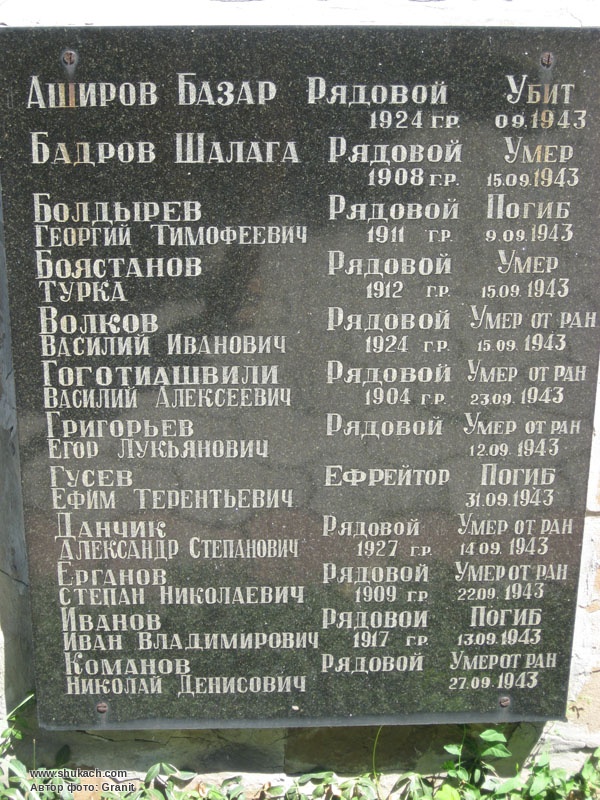 Аширов Базар Рядовой Убит
1924 г.р. 09.1943
Бадров Шалага Рядовой Умер
1908 г.р. 15.09.1943
Болдырев Рядовой Погиб
Георгий Тимофеевич 1911 г.р. 9.09.1943
Боястанов Рядовой Умер
Турка 1912 г.р. 15.09.1943
Волков Рядовой Умер от ран
Василий Иванович 1924 г.р. 15.09.1943
Гоготиашвили Рядовой Умер от ран
Василий Алексеевич 1904 г.р. 23.09.1943
Григорьев Рядовой Умер от ран
Егор Лукьянович 12.09.1943
Гусев Ефрейтор Погиб
Ефим Терентьевич 31.09.1943
Данчик Рядовой Умер от ран
Александр Степанович 1927 г.р. 14.09.1943
Ерганов Рядовой Умер от ран
Степан Николаевич 1909 г.р 22.09.1943
Иванов Рядовой Погиб
Иван Владимирович 1917 г.р. 13.09.1943
Команов Рядовой Умер от ран
Николай Денисович 27.09.1943
www.shukach.com
Автор фото: Granit